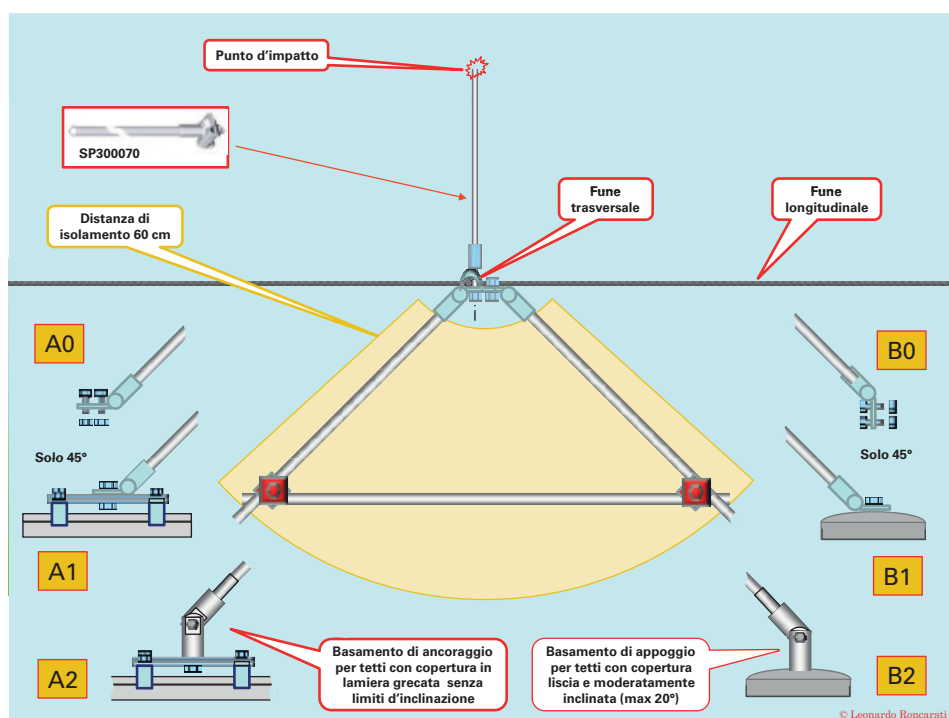 Punto d'impatto
SP300070
Fune
trasversale
Fune
longitudinale
Distanza di
isolamento 60 cm
A0
B0
Solo 45°
Solo 45°
A1
B1
Basamento di ancoraggio
per tetti con copertura in
lamiera grecata senza
limiti d'inclinazione
Basamento di appoggio
per tetti con copertura
liscia e moderatamente
inclinata (max 20°)
A2
B2
© Leonardo Roncarati